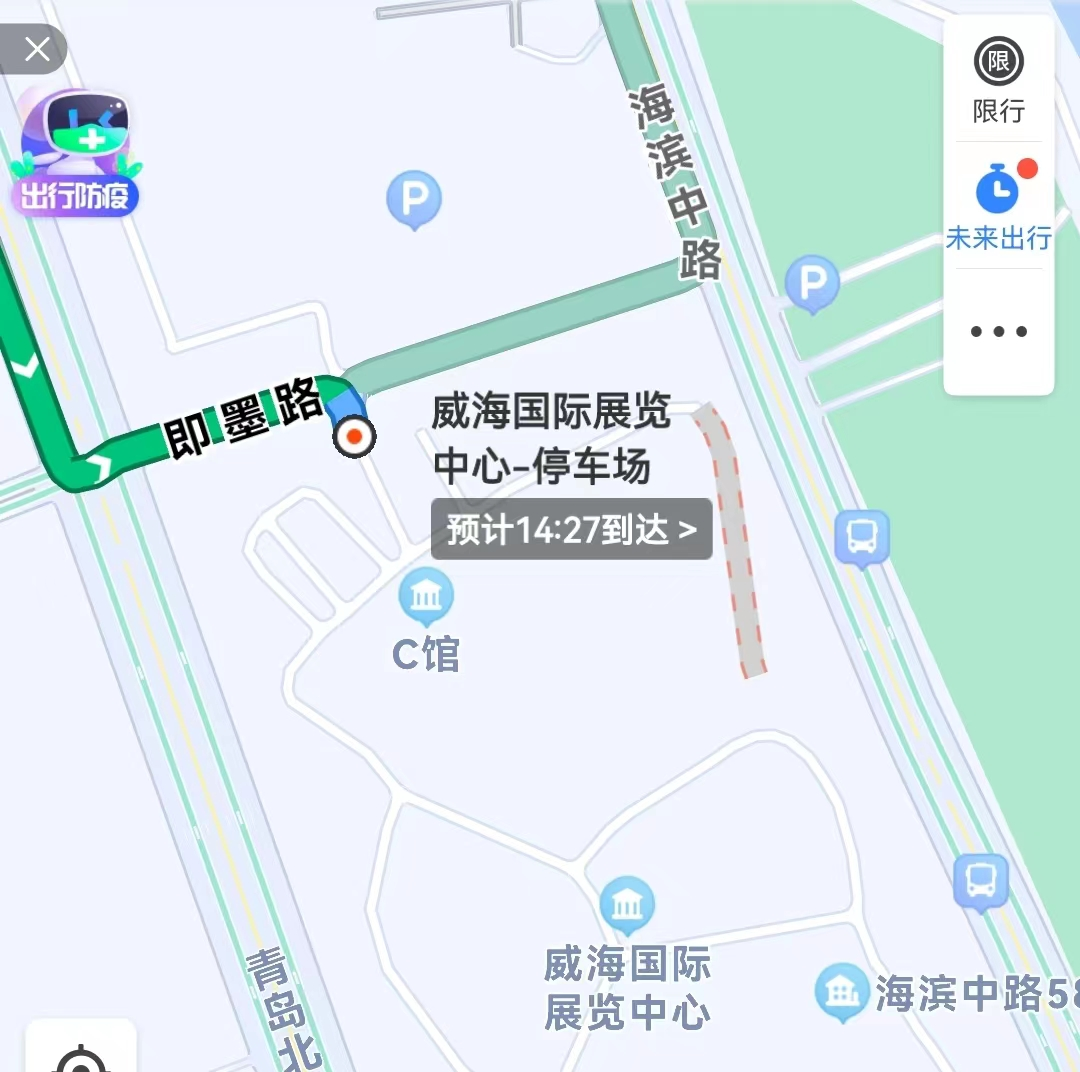 限
限行
出行防疫
未来出行
海滨中路
P
P
即墨路
威海国际展览
中心-停车场
预计14:27到达 >
C馆
威海国际
展览中心
海滨中路58
青岛北